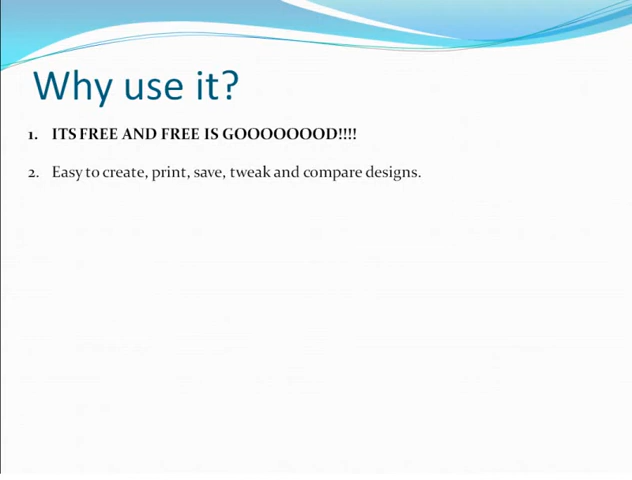 Why use it?
1. ITS FREE AND FREE IS GOOOOOOOD!!!!
2. Easy to create, print, save, tweak and compare designs.